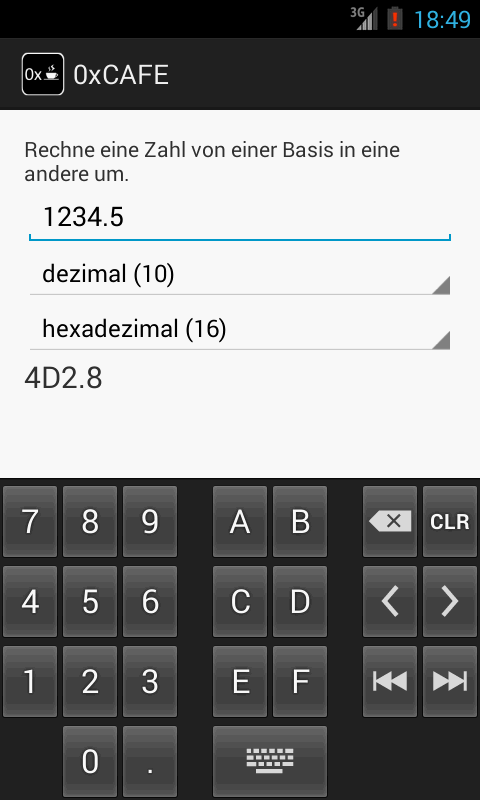 3G 18:49
0x 0xCAFE
Rechne eine Zahl von einer Basis in eine
andere um.
1234.5
dezimal (10)
hexadezimal (16)
4D2.8
7 8 9 A B CLR
4 5 6 C D
1 2 3 E F
0 .